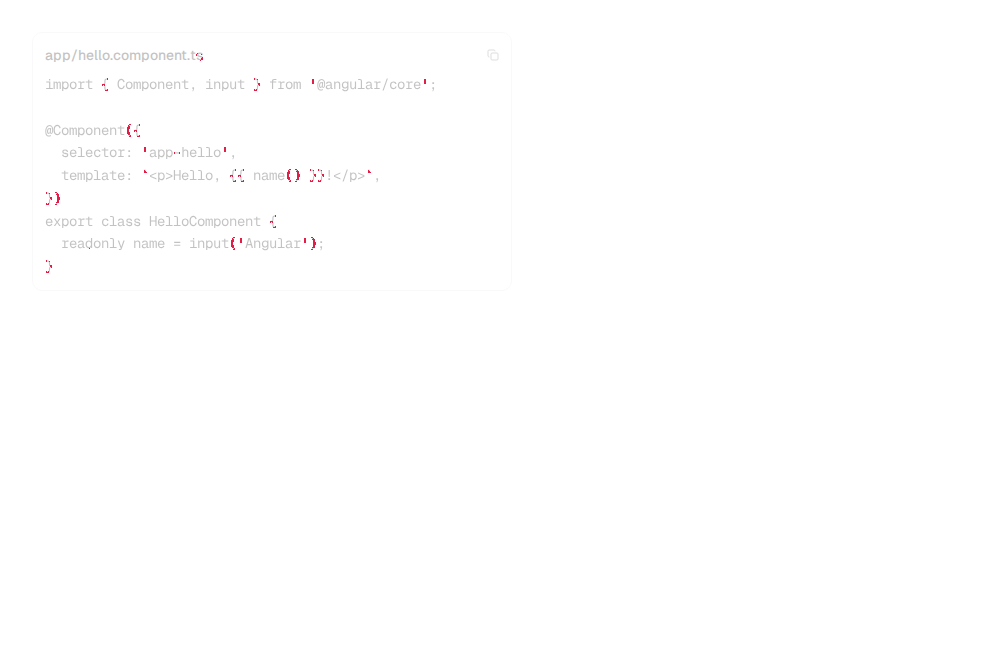 app/hello.component.ts
import { Component, input } from '@angular/core';
@Component({
  selector: 'app-hello',
  template: `<p>Hello, {{ name() }}!</p>`,
})
export class HelloComponent {
  readonly name = input('Angular');
}